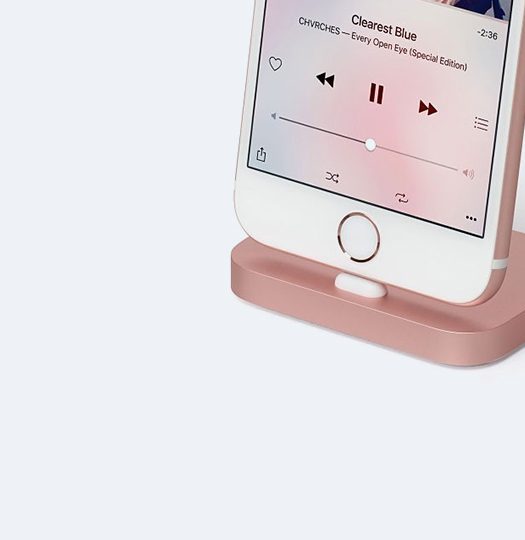 Clearest Blue
-2:36
CHVRCHES — Every Open Eye (Special Edition)